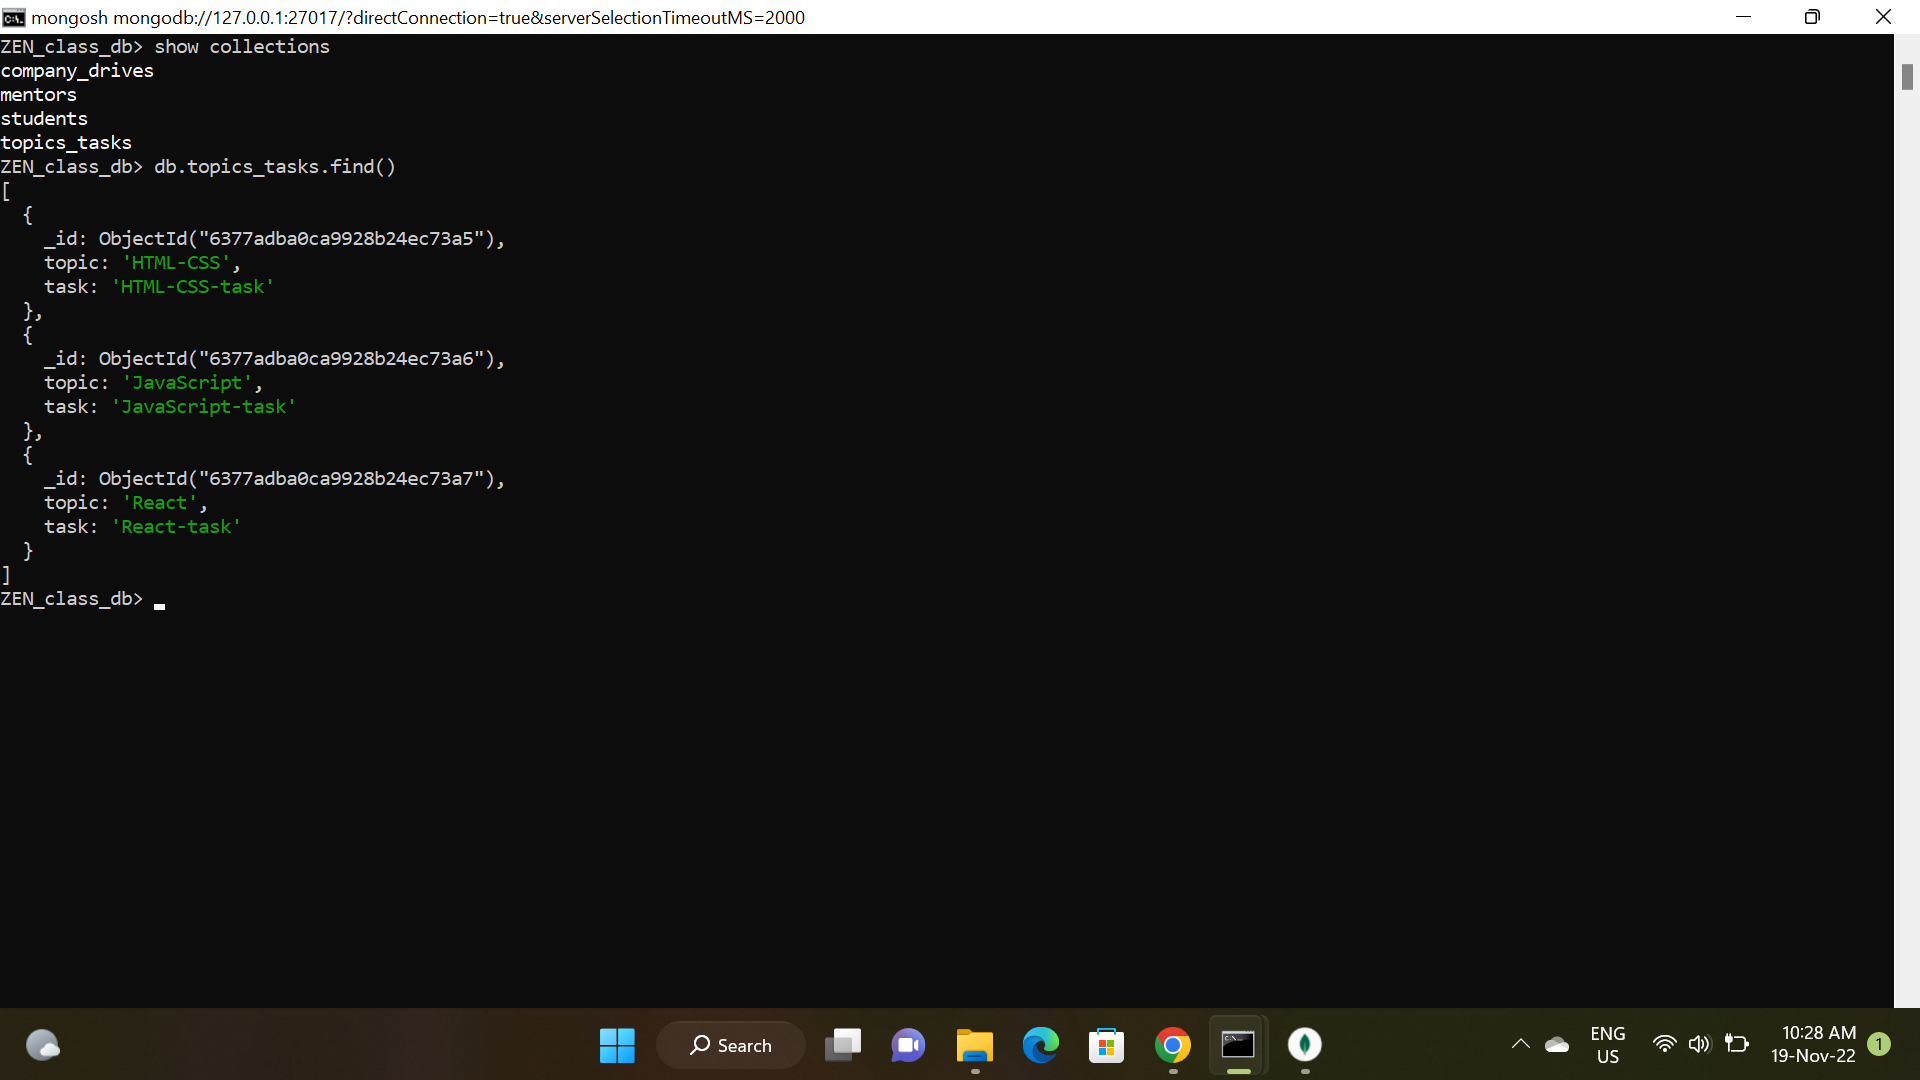 mongosh mongodb://127.0.0.1:27017/?directConnection=true&serverSelectionTimeoutMS=2000
ZEN_class_db> show collections
company_drives
mentors
students
topics_tasks
ZEN_class_db> db.topics_tasks.find()
[
  {
    _id: ObjectId("6377adba0ca9928b24ec73a5"),
    topic: 'HTML-CSS',
    task: 'HTML-CSS-task'
  },
  {
    _id: ObjectId("6377adba0ca9928b24ec73a6"),
    topic: 'JavaScript',
    task: 'JavaScript-task'
  },
  {
    _id: ObjectId("6377adba0ca9928b24ec73a7"),
    topic: 'React',
    task: 'React-task'
  }
]
ZEN_class_db>
Search
ENG
US
10:28 AM
19-Nov-22
1